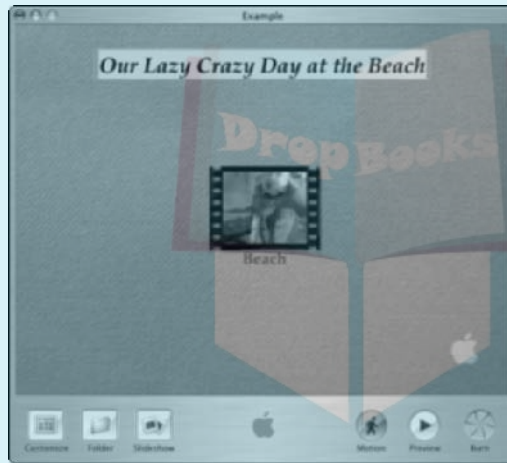 Example
Our Lazy Crazy Day at the Beach
Drop Books
Beach
Customize Folder Slideshow Motion Preview Burn